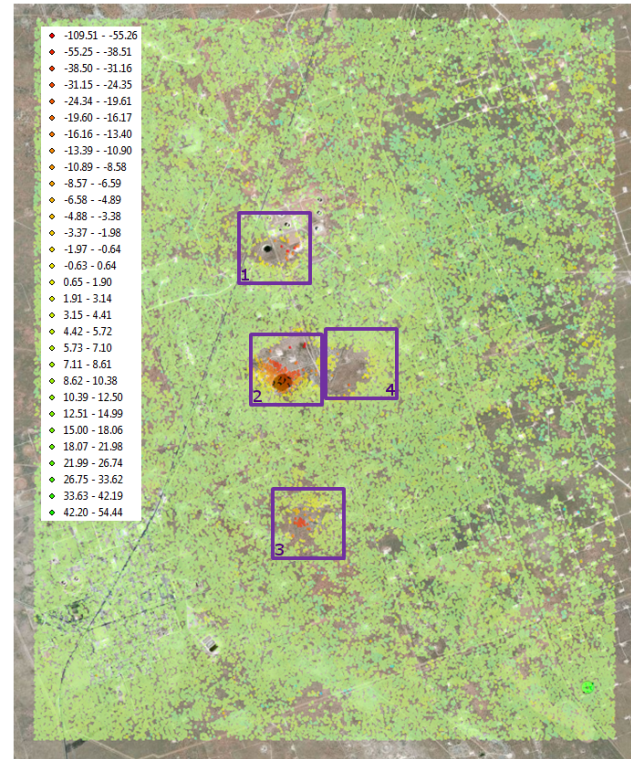 -109.51 - -55.26
-55.25 - -38.51
-38.50 - -31.16
-31.15 - -24.35
-24.34 - -19.61
-19.60 - -16.17
-16.16 - -13.40
-13.39 - -10.90
-10.89 - -8.58
-8.57 - -6.59
-6.58 - -4.89
-4.88 - -3.38
-3.37 - -1.98
-1.97 - -0.64
-0.63 - 0.64
0.65 - 1.90
1.91 - 3.14
3.15 - 4.41
4.42 - 5.72
5.73 - 7.10
7.11 - 8.61
8.62 - 10.38
10.39 - 12.50
12.51 - 14.99
15.00 - 18.06
18.07 - 21.98
21.99 - 26.74
26.75 - 33.62
33.63 - 42.19
42.20 - 54.44
1
2
4
3